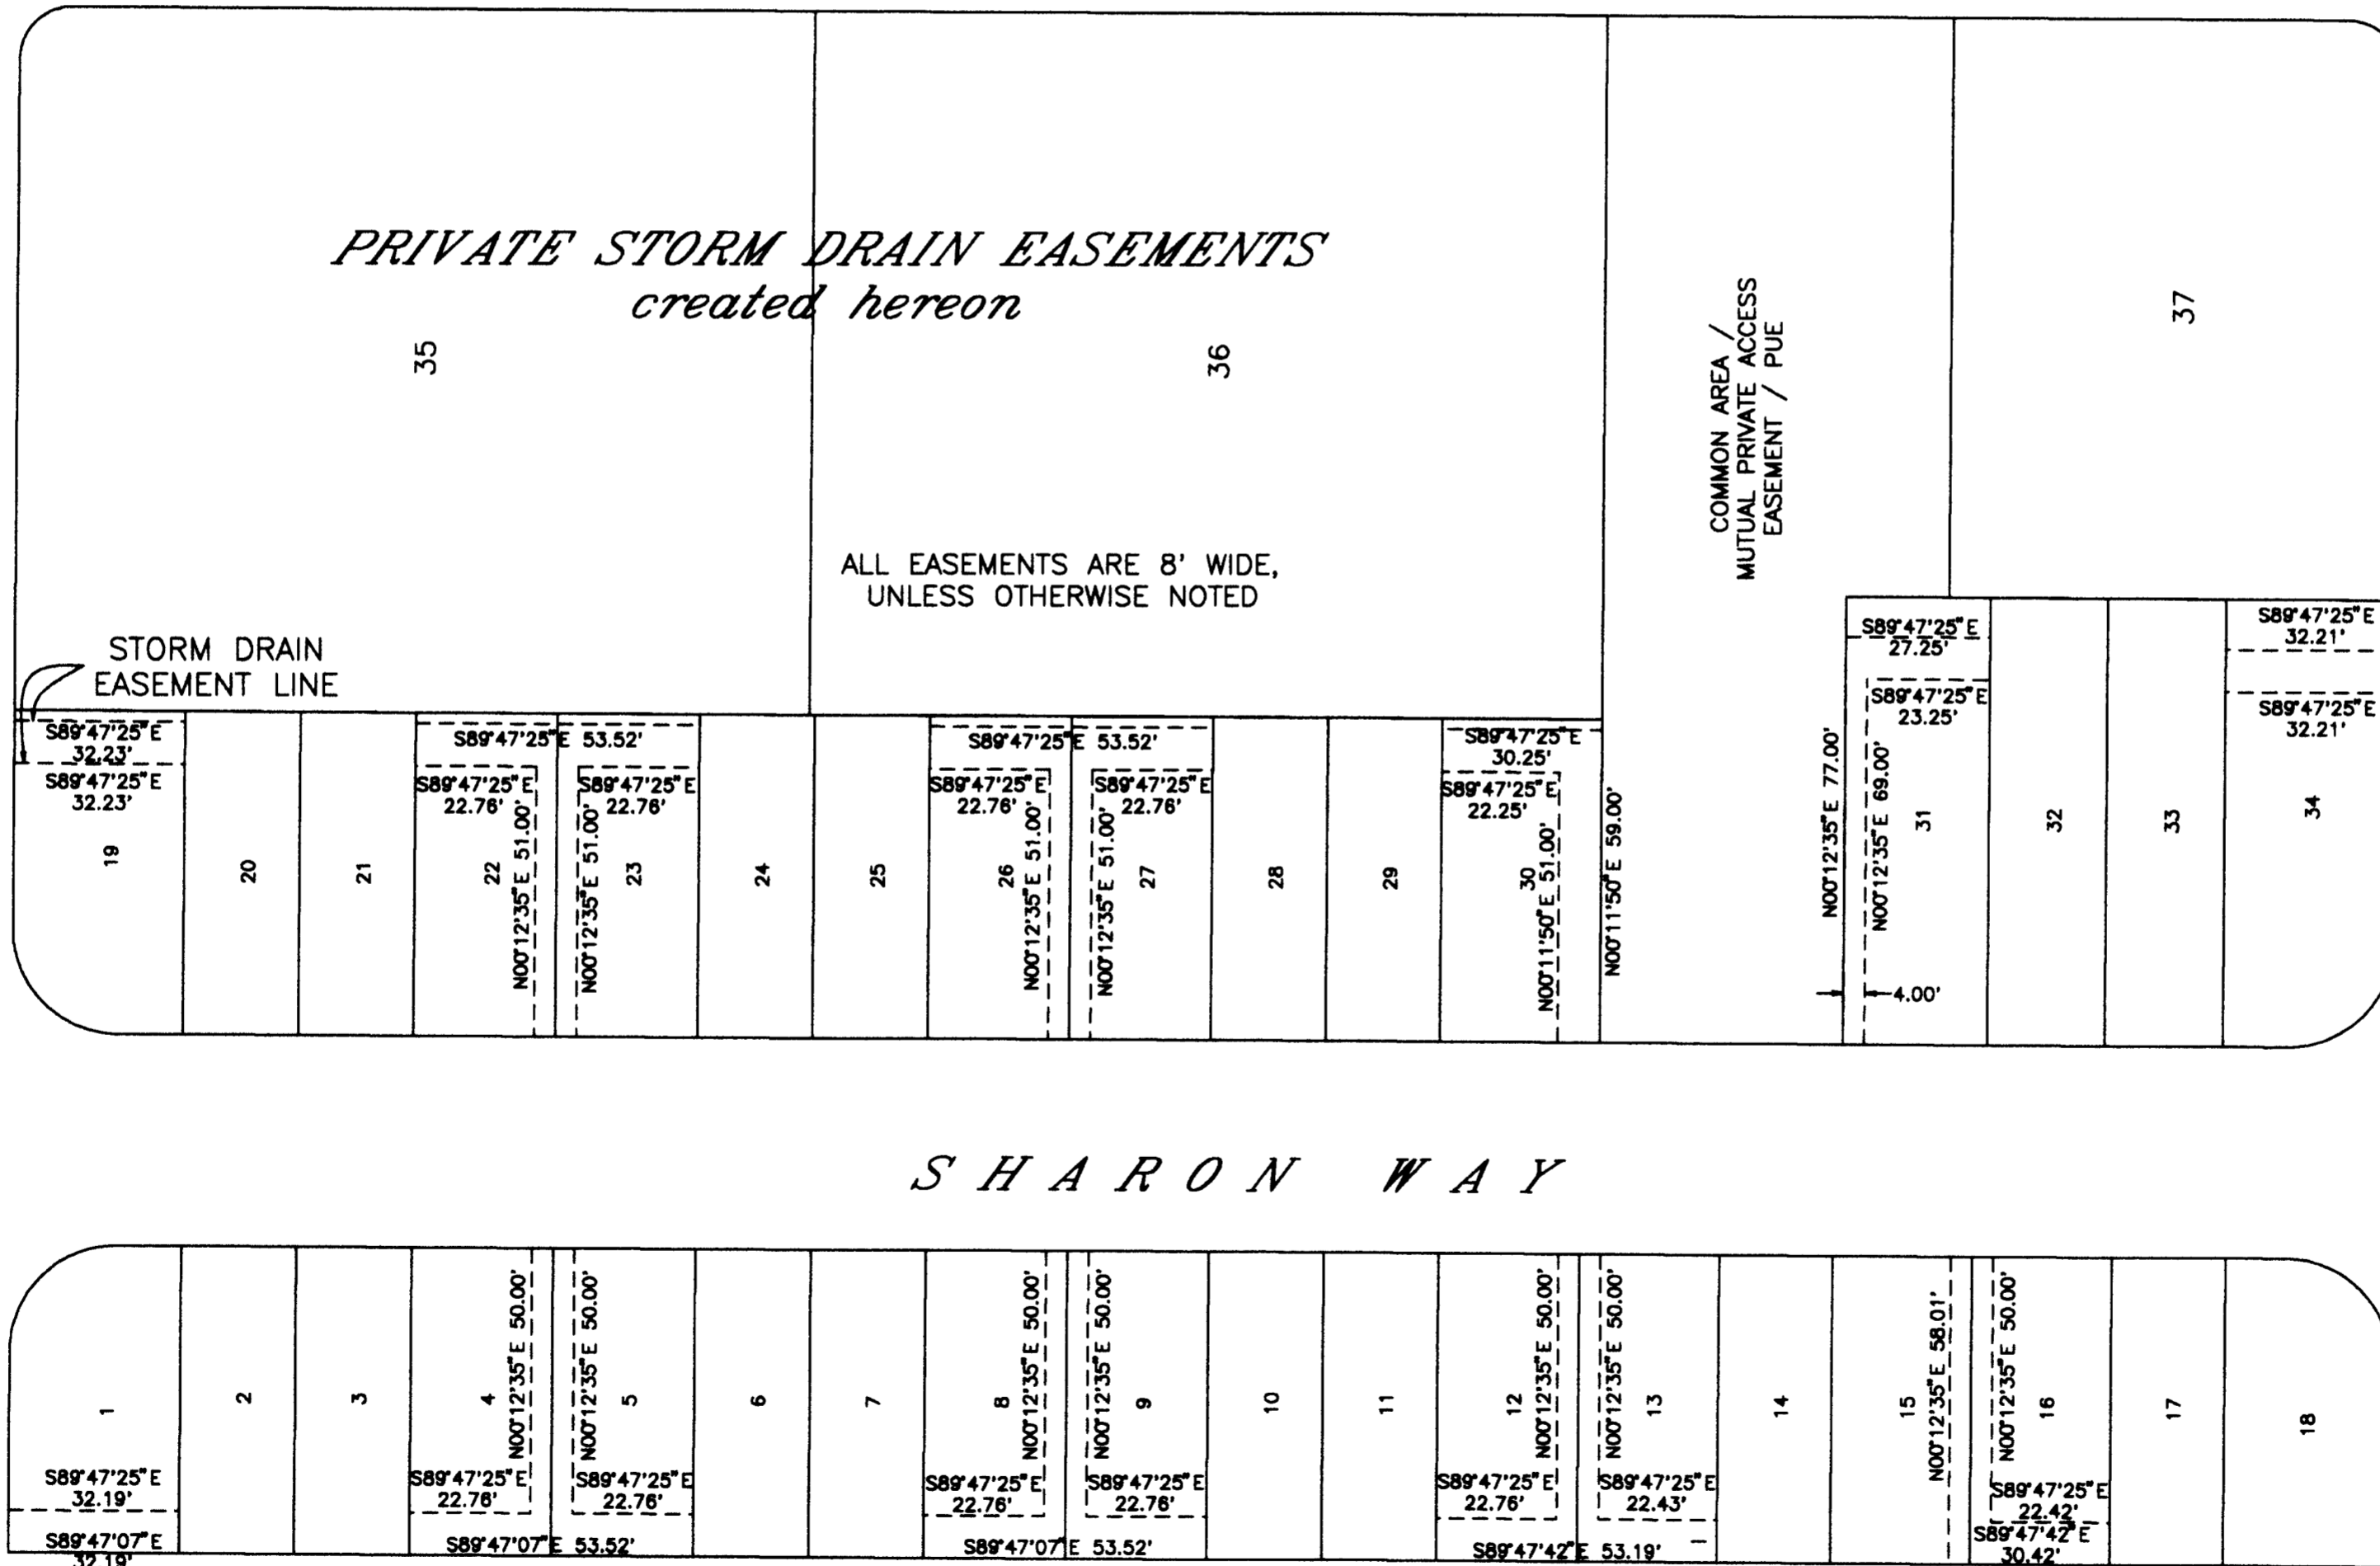 PRIVATE STORM DRAIN EASEMENTS
created hereon
35
36
37
COMMON AREA /
MUTUAL PRIVATE ACCESS
EASEMENT / PUE
ALL EASEMENTS ARE 8' WIDE,
UNLESS OTHERWISE NOTED
STORM DRAIN
EASEMENT LINE
S89°47'25"E
32.23'
S89°47'25"E
32.23'
19
20
21
S89°47'25"E 53.52'
S89°47'25"E
22.76'
22
N00°12'35"E 51.00'
N00°12'35"E 51.00'
S89°47'25"E
22.76'
23
24
25
S89°47'25"E 53.52'
S89°47'25"E
22.76'
26
N00°12'35"E 51.00'
N00°12'35"E 51.00'
S89°47'25"E
22.76'
27
28
29
S89°47'25"E
30.25'
S89°47'25"E
22.25'
30
N00°11'50"E 51.00'
N00°11'50"E 59.00'
N00°12'35"E 77.00'
N00°12'35"E 69.00'
S89°47'25"E
27.25'
S89°47'25"E
23.25'
31
4.00'
32
33
S89°47'25"E
32.21'
S89°47'25"E
32.21'
34
SHARON WAY
1
S89°47'25"E
32.19'
S89°47'07"E
32.19'
2
3
4
N00°12'35"E 50.00'
S89°47'25"E
22.76'
N00°12'35"E 50.00'
5
S89°47'25"E
22.76'
S89°47'07"E 53.52'
6
7
8
N00°12'35"E 50.00'
S89°47'25"E
22.76'
N00°12'35"E 50.00'
9
S89°47'25"E
22.76'
S89°47'07"E 53.52'
10
11
12
N00°12'35"E 50.00'
S89°47'25"E
22.76'
N00°12'35"E 50.00'
13
S89°47'25"E
22.43'
S89°47'42"E 53.19'
14
15
N00°12'35"E 58.01'
N00°12'35"E 50.00'
16
S89°47'25"E
22.42'
S89°47'42"E
30.42'
17
18